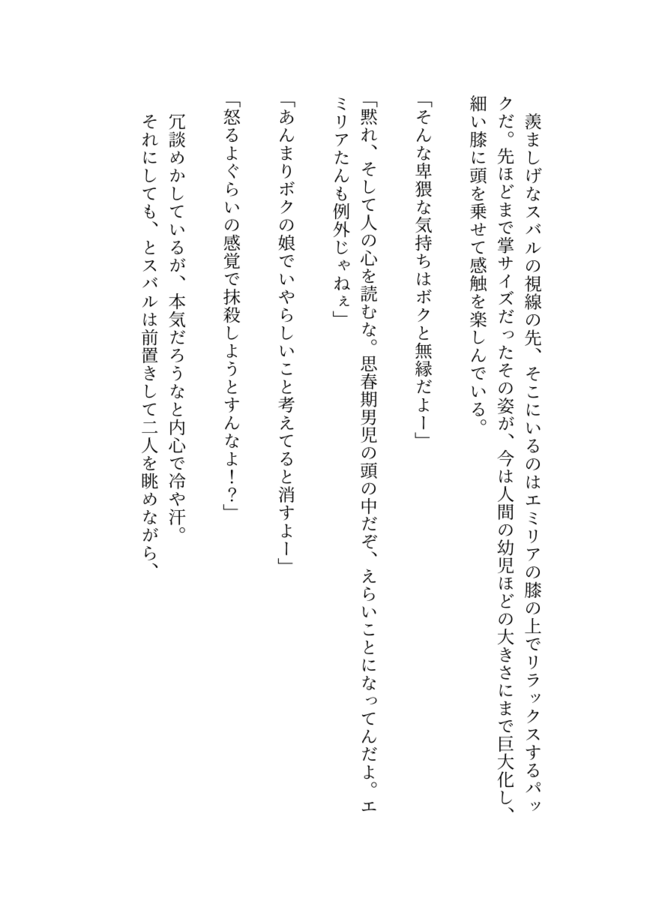 羨ましげなスバルの視線の先、そこにいるのはエミリアの膝の上でリラックスするパッ
クだ。先ほどまで掌サイズだったその姿が、今は人間の幼児ほどの大きさにまで巨大化し、
細い膝に頭を乗せて感触を楽しんでいる。
「そんな卑猥な気持ちはボクと無縁だよー」
「黙れ、そして人の心を読むな。思春期男児の頭の中だぞ、えらいことになってんだよ。エ
ミリアたんも例外じゃねぇ」
「あんまりボクの娘でいやらしいこと考えてると消すよー」
「怒るよぐらいの感覚で抹殺しようとすんなよ！？」
冗談めかしているが、本気だろうなと内心で冷や汗。
それにしても、とスバルは前置きして二人を眺めながら、